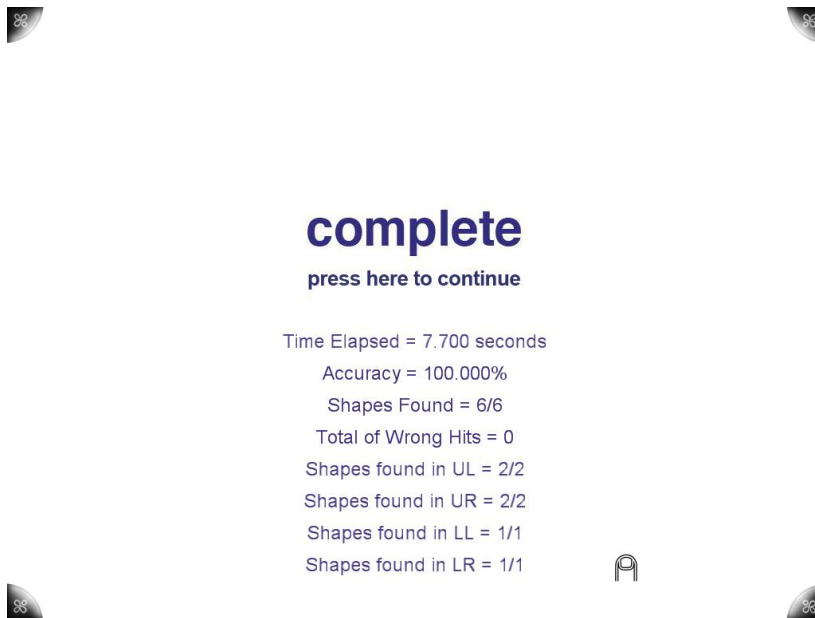 complete
press here to continue
Time Elapsed = 7.700 seconds
Accuracy = 100.000%
Shapes Found = 6/6
Total of Wrong Hits = 0
Shapes found in UL = 2/2
Shapes found in UR = 2/2
Shapes found in LL = 1/1
Shapes found in LR = 1/1